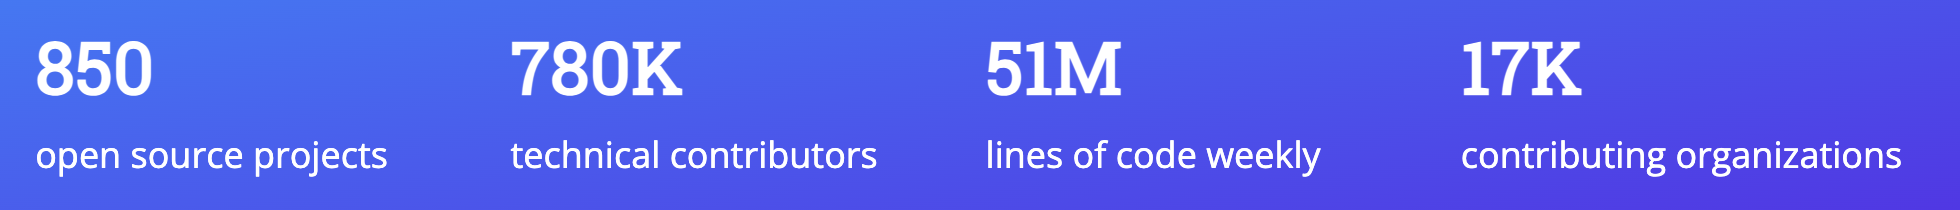 850
open source projects
780K
technical contributors
51M
lines of code weekly
17K
contributing organizations